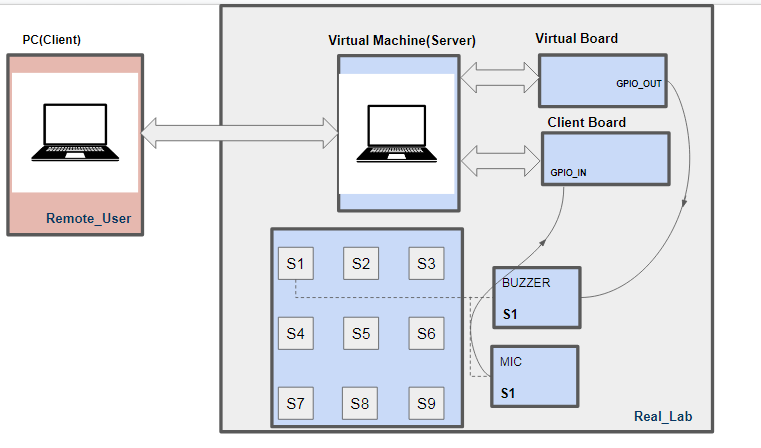 PC(Client)
Virtual Machine(Server)
Virtual Board
GPIO_OUT
Client Board
GPIO_IN
Remote_User
S1 S2 S3
S4 S5 S6
S7 S8 S9
BUZZER
S1
MIC
S1
Real_Lab